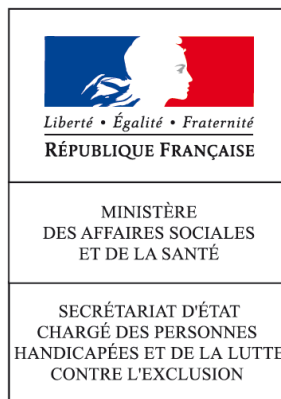 Liberté • Égalité • Fraternité
RÉPUBLIQUE FRANÇAISE
MINISTÈRE
DES AFFAIRES SOCIALES
ET DE LA SANTÉ
SECRÉTARIAT D'ÉTAT
CHARGÉ DES PERSONNES
HANDICAPÉES ET DE LA LUTTE
CONTRE L'EXCLUSION